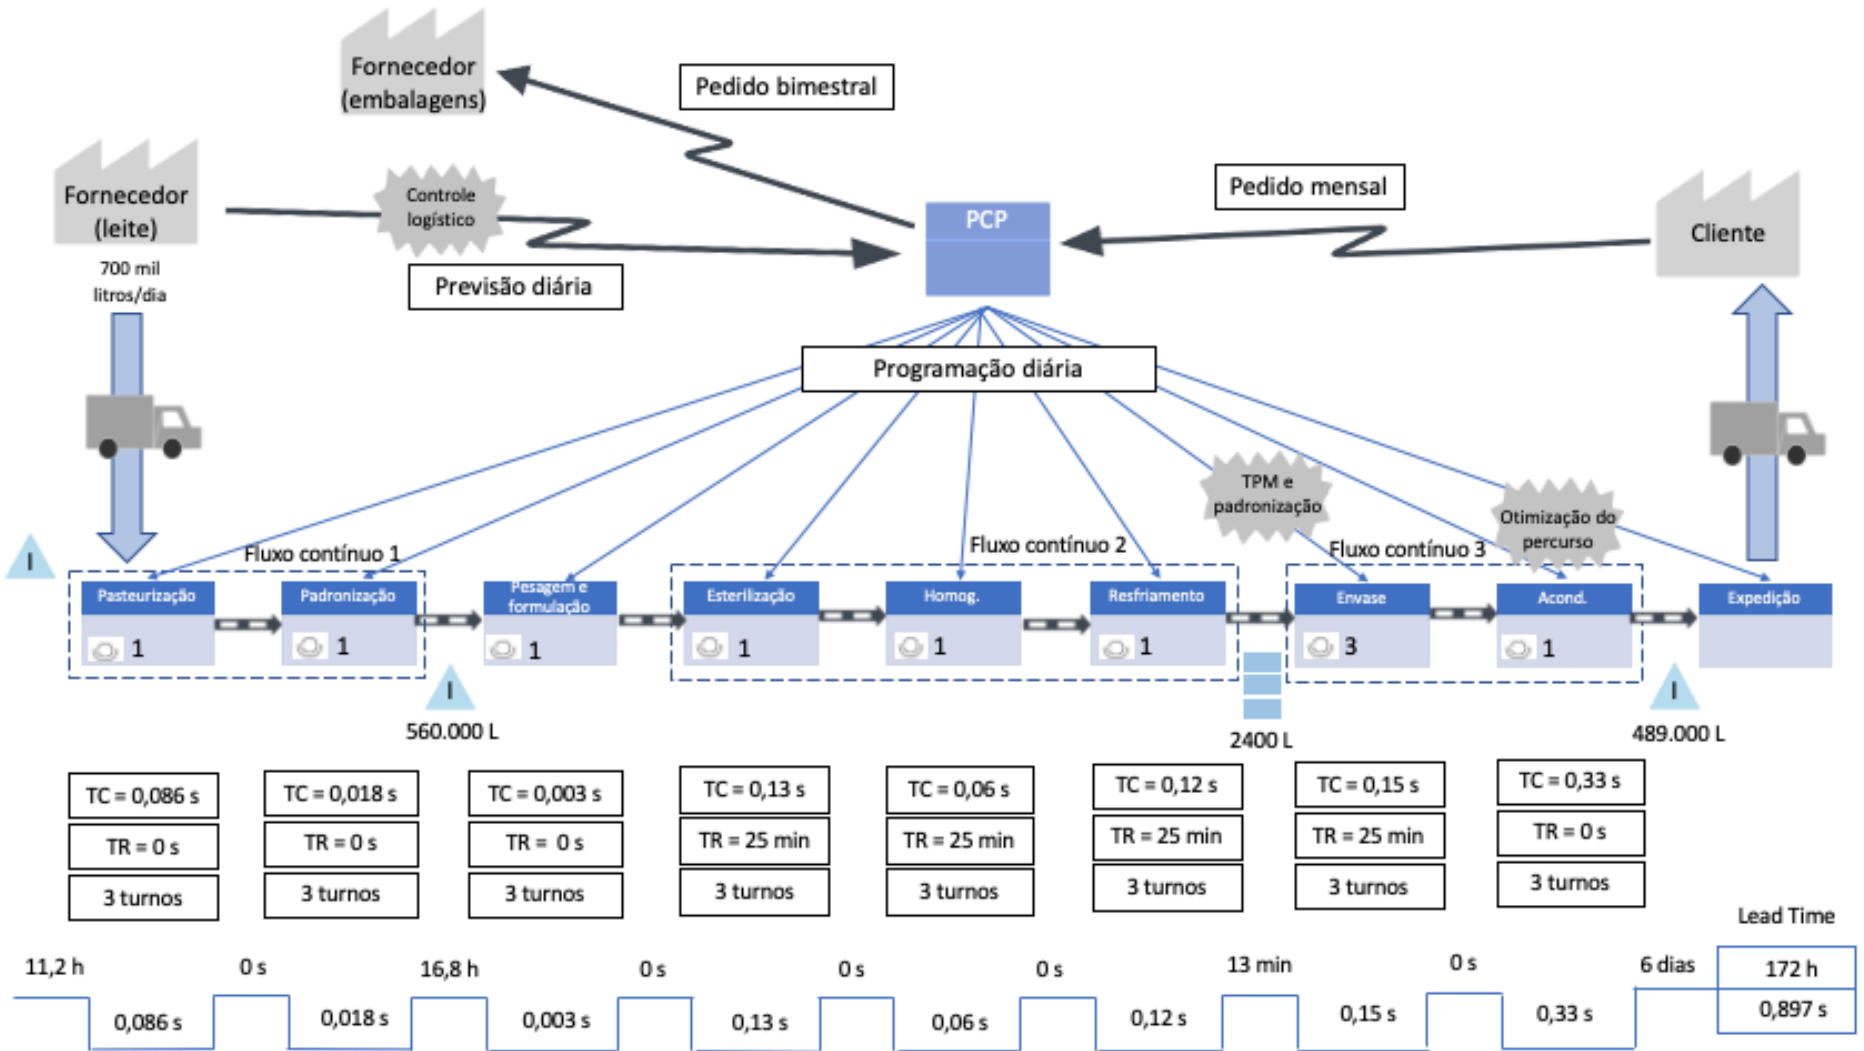 Fornecedor
(embalagens)
Pedido bimestral
Fornecedor
(leite)
700 mil
litros/dia
Controle
logístico
Previsão diária
PCP
Pedido mensal
Cliente
Programação diária
TPM e
padronização
Otimização do
percurso
Fluxo contínuo 1
Fluxo contínuo 2
Fluxo contínuo 3
I
Pasteurização
1
Padronização
1
Pesagem e
formulação
1
Esterilização
1
Homog.
1
Resfriamento
1
Envase
3
Acond.
1
Expedição
I
560.000 L
2400 L
I
489.000 L
TC = 0,086 s
TR = 0 s
3 turnos
TC = 0,018 s
TR = 0 s
3 turnos
TC = 0,003 s
TR = 0 s
3 turnos
TC = 0,13 s
TR = 25 min
3 turnos
TC = 0,06 s
TR = 25 min
3 turnos
TC = 0,12 s
TR = 25 min
3 turnos
TC = 0,15 s
TR = 25 min
3 turnos
TC = 0,33 s
TR = 0 s
3 turnos
Lead Time
11,2 h
0 s
16,8 h
0 s
0 s
0 s
13 min
0 s
6 dias
172 h
0,086 s
0,018 s
0,003 s
0,13 s
0,06 s
0,12 s
0,15 s
0,33 s
0,897 s